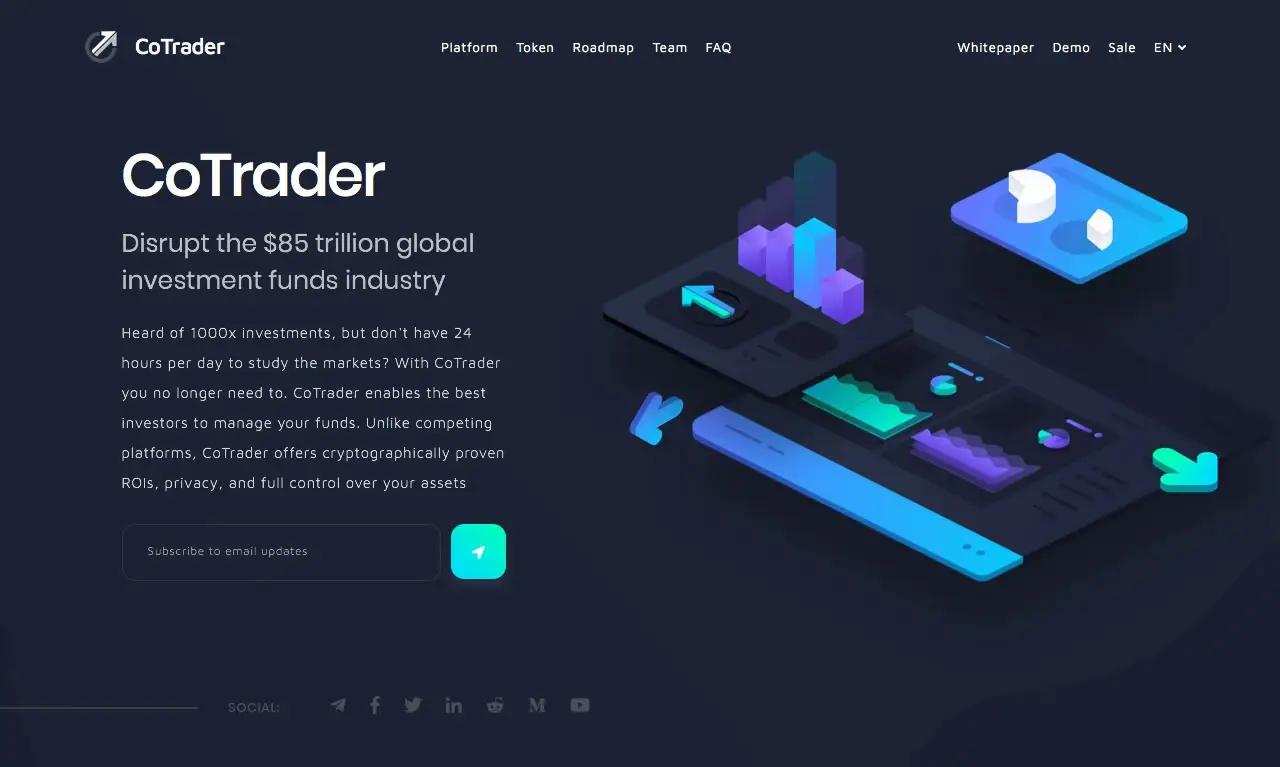 CoTrader
Platform Token Roadmap Team FAQ
Whitepaper Demo Sale EN
CoTrader
Disrupt the $85 trillion global
investment funds industry
Heard of 1000x investments, but don't have 24
hours per day to study the markets? With CoTrader
you no longer need to. CoTrader enables the best
investors to manage your funds. Unlike competing
platforms, CoTrader offers cryptographically proven
ROIs, privacy, and full control over your assets
Subscribe to email updates
SOCIAL: